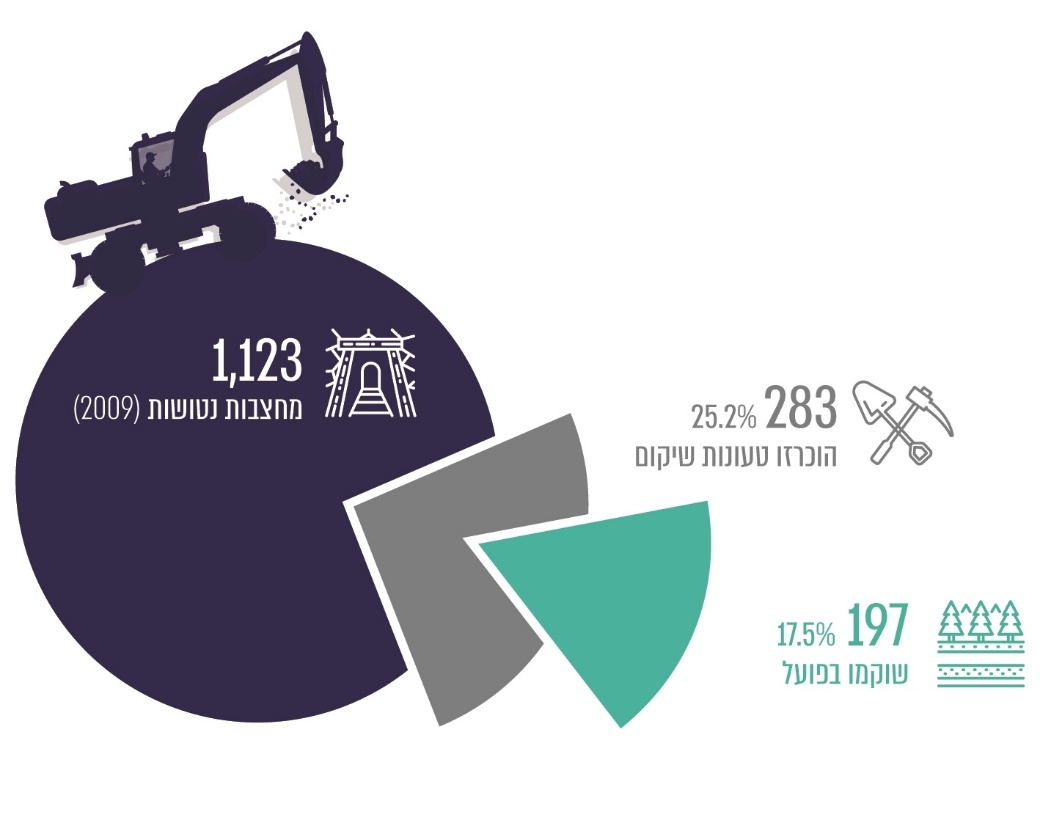 1,123
מחצבות נטושות (2009)
283 25.2%
הוכרזו טעונות שיקום
197 17.5%
שוקמו בפועל